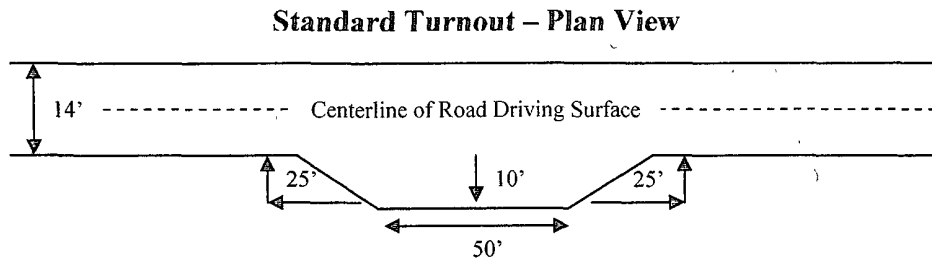 Standard Turnout – Plan View
14'
Centerline of Road Driving Surface
25'
10'
25'
50'